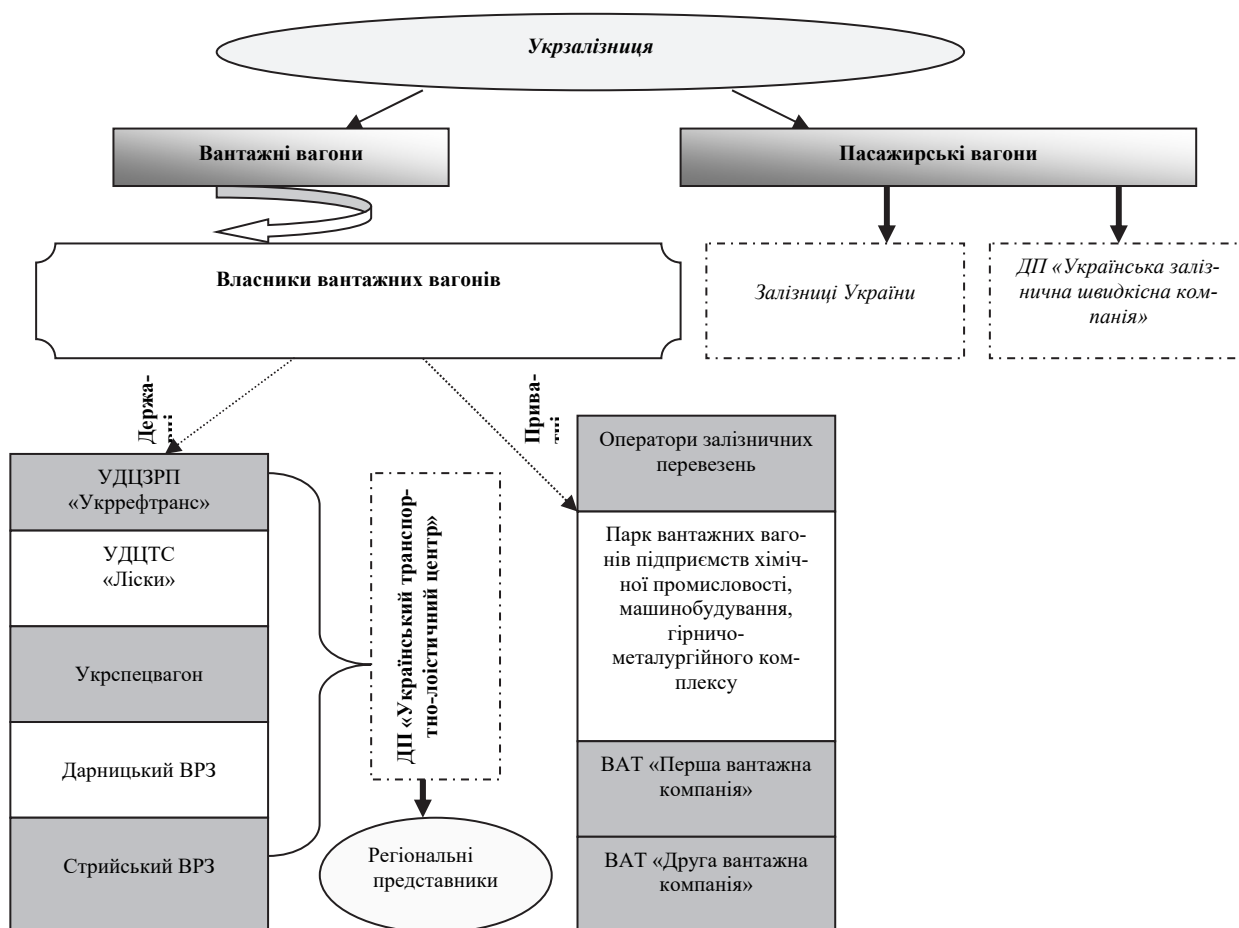 Укрзалізниця
Вантажні вагони
Пасажирські вагони
Власники вантажних вагонів
Залізниці України
ДП «Українська заліз-
нична швидкісна ком-
панія»
Держа-
Прива-
УДЦЗРП
«Укррефтранс»
УДЦТС
«Ліски»
Укрспецвагон
Дарницький ВРЗ
Стрийський ВРЗ
ДП «Український транспор-
тно-лоістичний центр»
Регіональні
представники
Оператори залізничних
перевезень
Парк вантажних ваго-
нів підприємств хіміч-
ної промисловості,
машинобудування,
гірничо-
металургійного ком-
плексу
ВАТ «Перша вантажна
компанія»
ВАТ «Друга вантажна
компанія»